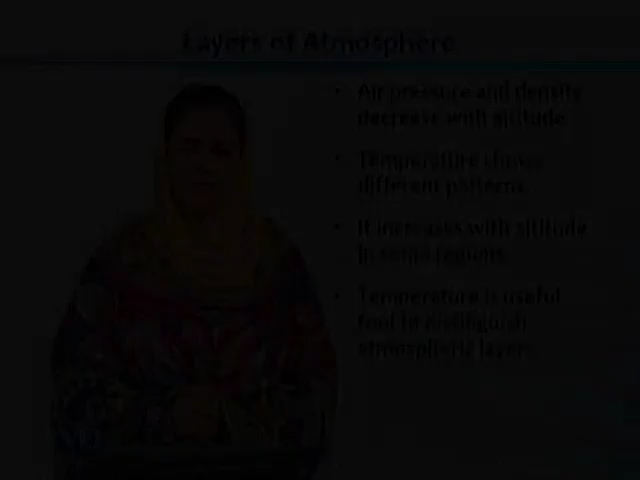 Layers of Atmosphere
• Air pressure and density
decrease with altitude.
• Temperature shows
different patterns.
• It increases with altitude
in some regions.
• Temperature is useful
tool to distinguish
atmospheric layers.